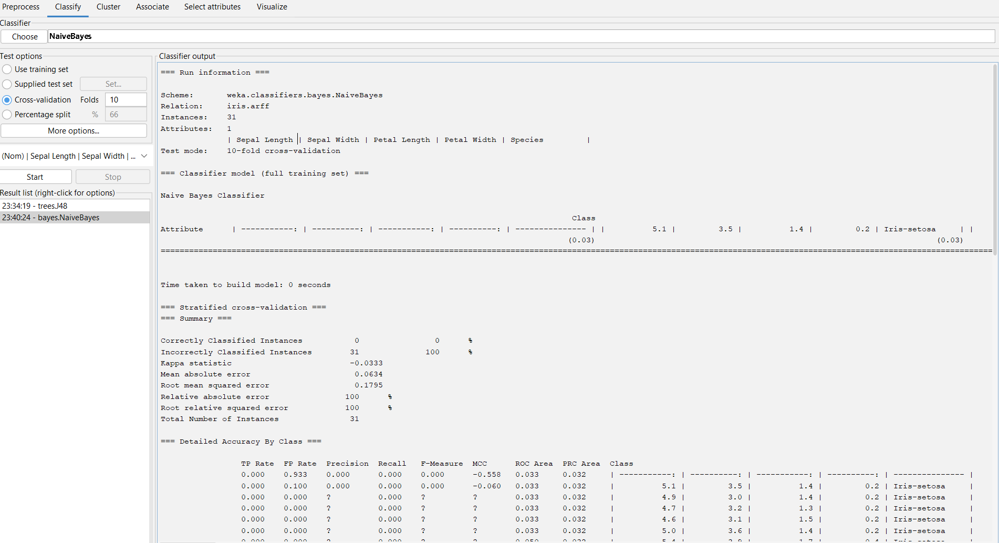 Preprocess Classify Cluster Associate Select attributes Visualize
Classifier
Choose NaiveBayes
Test options
Use training set
Supplied test set Set...
Cross-validation Folds 10
Percentage split % 66
More options...
(Nom) | Sepal Length | Sepal Width | ...
Start Stop
Result list (right-click for options)
23:34:19 - trees.J48
23:40:24 - bayes.NaiveBayes
Classifier output
=== Run information ===
Scheme: weka.classifiers.bayes.NaiveBayes
Relation: iris.arff
Instances: 31
Attributes: 1
| Sepal Length | Sepal Width | Petal Length | Petal Width | Species |
Test mode: 10-fold cross-validation
=== Classifier model (full training set) ===
Naive Bayes Classifier
Class
Attribute | -----------: | ----------: | -----------: | ----------: | --------------- | | 5.1 | 3.5 | 1.4 | 0.2 | Iris-setosa | |
(0.03) (0.03)
Time taken to build model: 0 seconds
=== Stratified cross-validation ===
=== Summary ===
Correctly Classified Instances 0 0 %
Incorrectly Classified Instances 31 100 %
Kappa statistic -0.0333
Mean absolute error 0.0634
Root mean squared error 0.1795
Relative absolute error 100 %
Root relative squared error 100 %
Total Number of Instances 31
=== Detailed Accuracy By Class ===
TP Rate FP Rate Precision Recall F-Measure MCC ROC Area PRC Area Class
0.000 0.933 0.000 0.000 0.000 -0.558 0.033 0.032 | -----------: | ----------: | -----------: | ----------: | --------------- |
0.000 0.100 0.000 0.000 0.000 -0.060 0.033 0.032 | 5.1 | 3.5 | 1.4 | 0.2 | Iris-setosa |
0.000 0.000 ? 0.000 ? ? 0.033 0.032 | 4.9 | 3.0 | 1.4 | 0.2 | Iris-setosa |
0.000 0.000 ? 0.000 ? ? 0.033 0.032 | 4.7 | 3.2 | 1.3 | 0.2 | Iris-setosa |
0.000 0.000 ? 0.000 ? ? 0.033 0.032 | 4.6 | 3.1 | 1.5 | 0.2 | Iris-setosa |
0.000 0.000 ? 0.000 ? ? 0.033 0.032 | 5.0 | 3.6 | 1.4 | 0.2 | Iris-setosa |